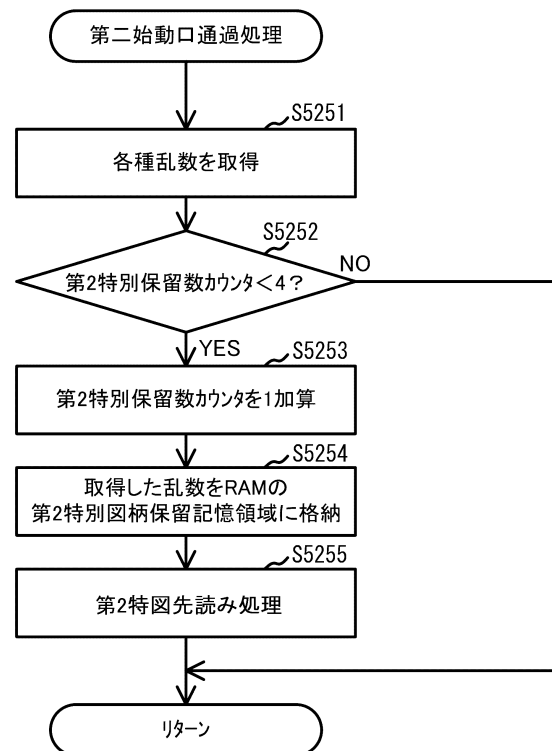 第二始動口通過処理
S5251
各種乱数を取得
S5252
第2特別保留数カウンタ<4?
NO
YES
S5253
第2特別保留数カウンタを1加算
S5254
取得した乱数をRAMの
第2特別図柄保留記憶領域に格納
S5255
第2特図先読み処理
リターン